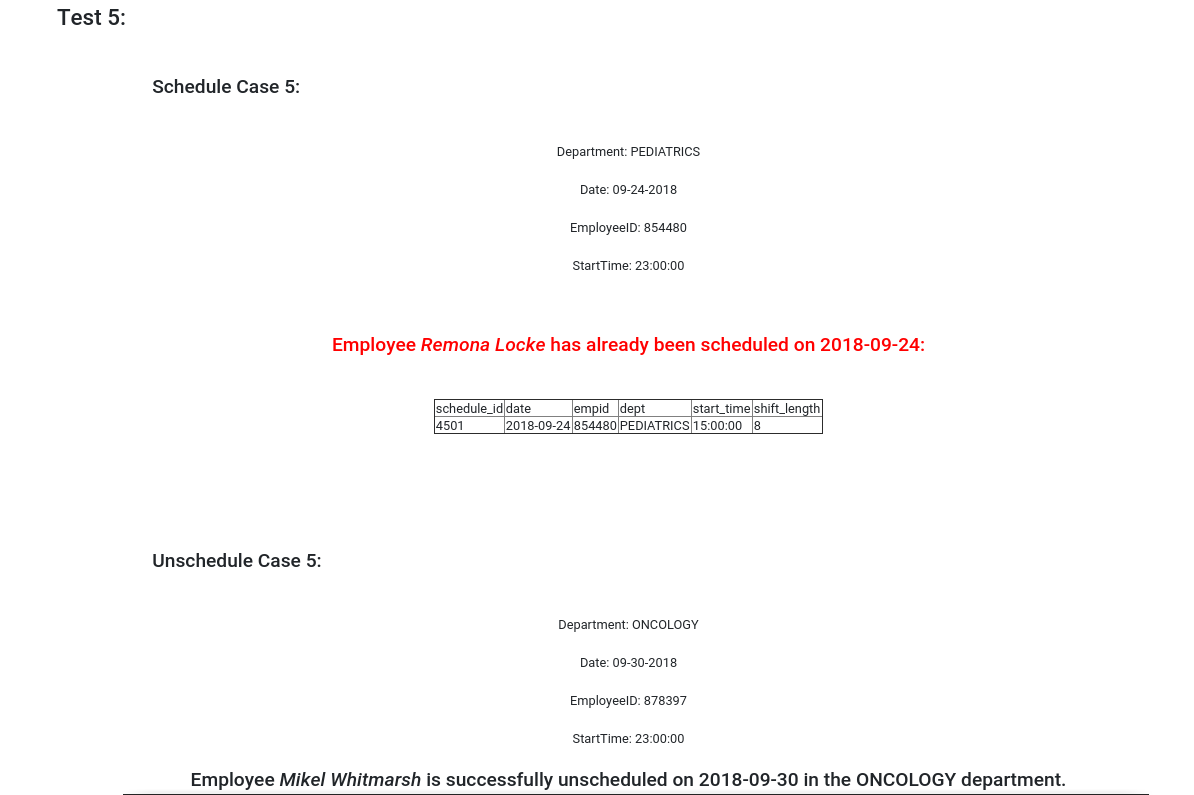 Test 5:
Schedule Case 5:
Department: PEDIATRICS
Date: 09-24-2018
EmployeeID: 854480
StartTime: 23:00:00
Employee Remona Locke has already been scheduled on 2018-09-24:
schedule_id date empid dept start_time shift_length
4501 2018-09-24 854480 PEDIATRICS 15:00:00 8
Unschedule Case 5:
Department: ONCOLOGY
Date: 09-30-2018
EmployeeID: 878397
StartTime: 23:00:00
Employee Mikel Whitmarsh is successfully unscheduled on 2018-09-30 in the ONCOLOGY department.